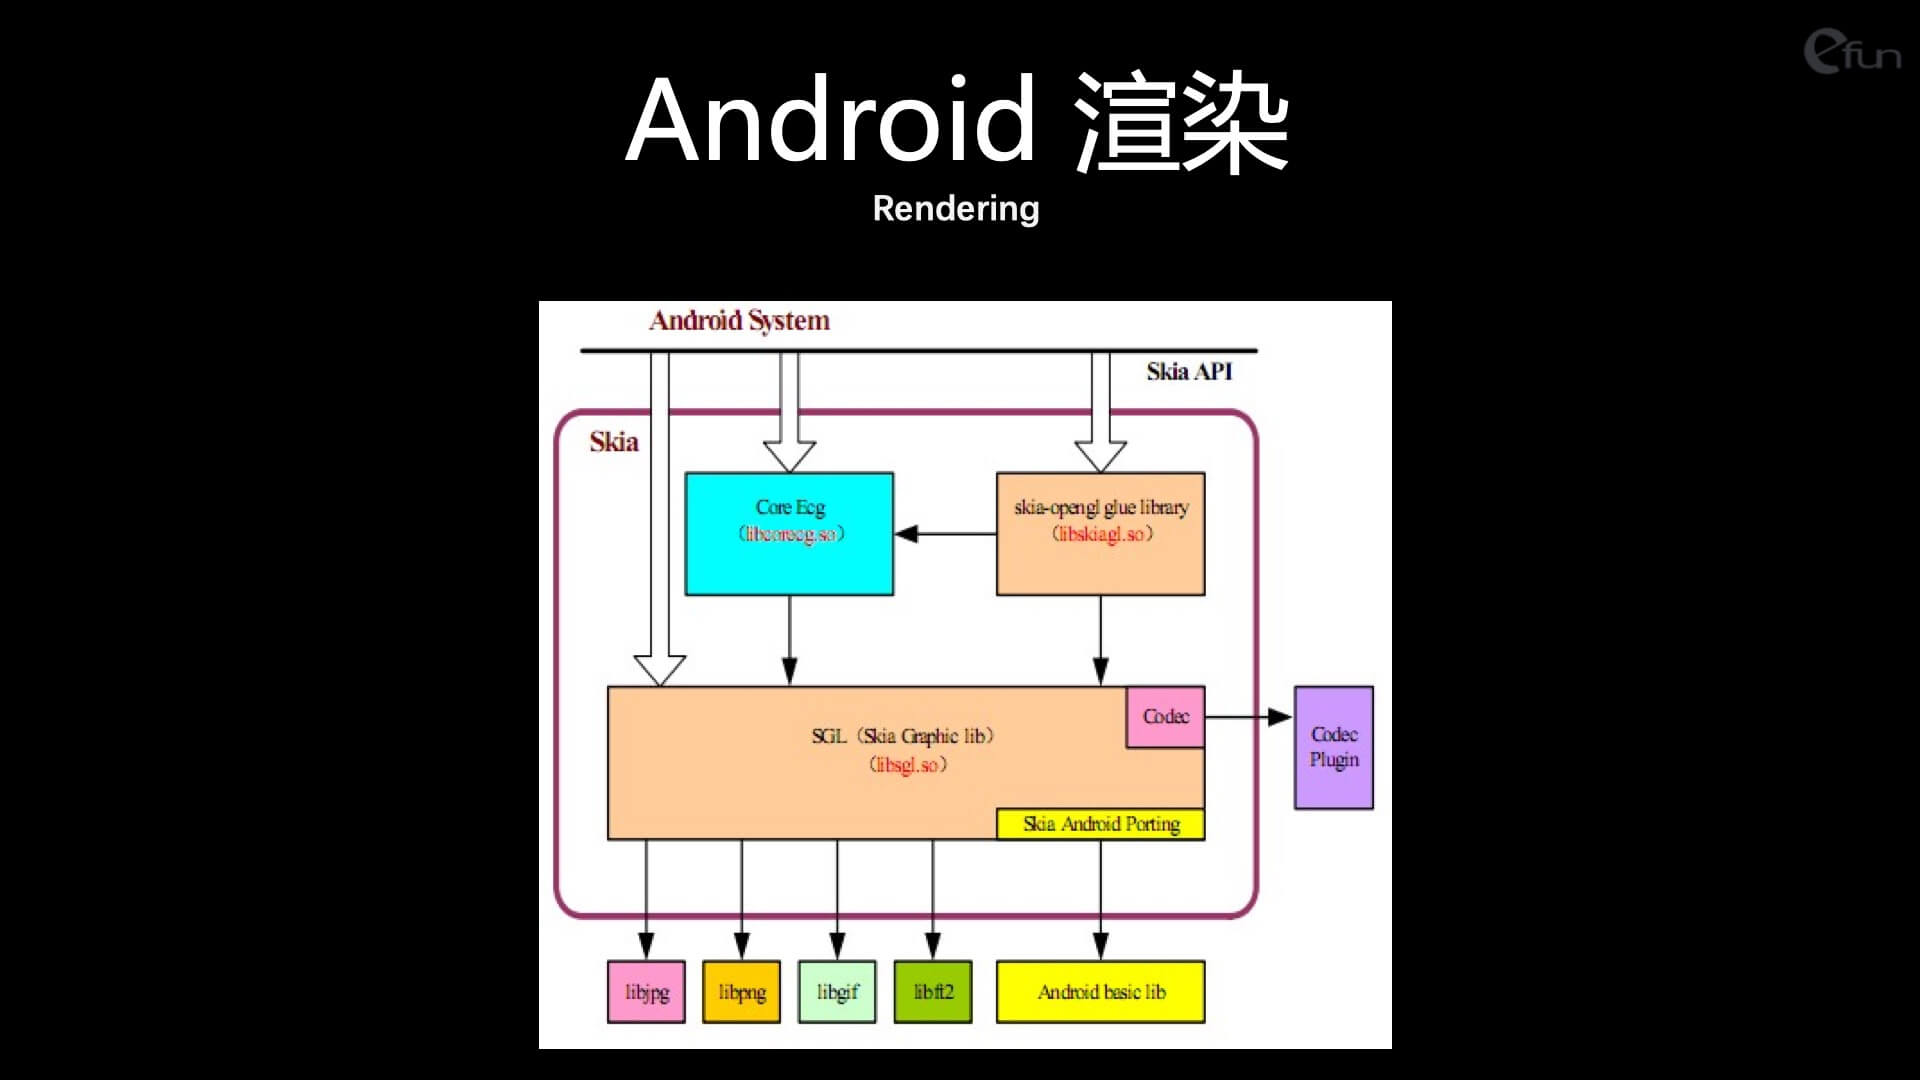 efun
Android 渲染
Rendering
Android System
Skia API
Skia
Core Ecg
（libcorecg.so）
skia-opengl glue library
（libskiagl.so）
Codec
SGL（Skia Graphic lib）
（libsgl.so）
Codec
Plugin
Skia Android Porting
libjpg
libpng
libgif
libft2
Android basic lib